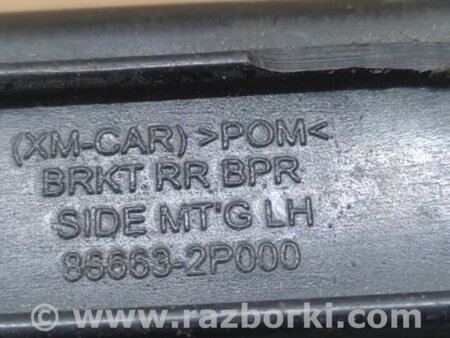 (XM-CAR) >POM<
BRKT RR BPR
SIDE MT'G LH
86663-2P000
www.razborki.com